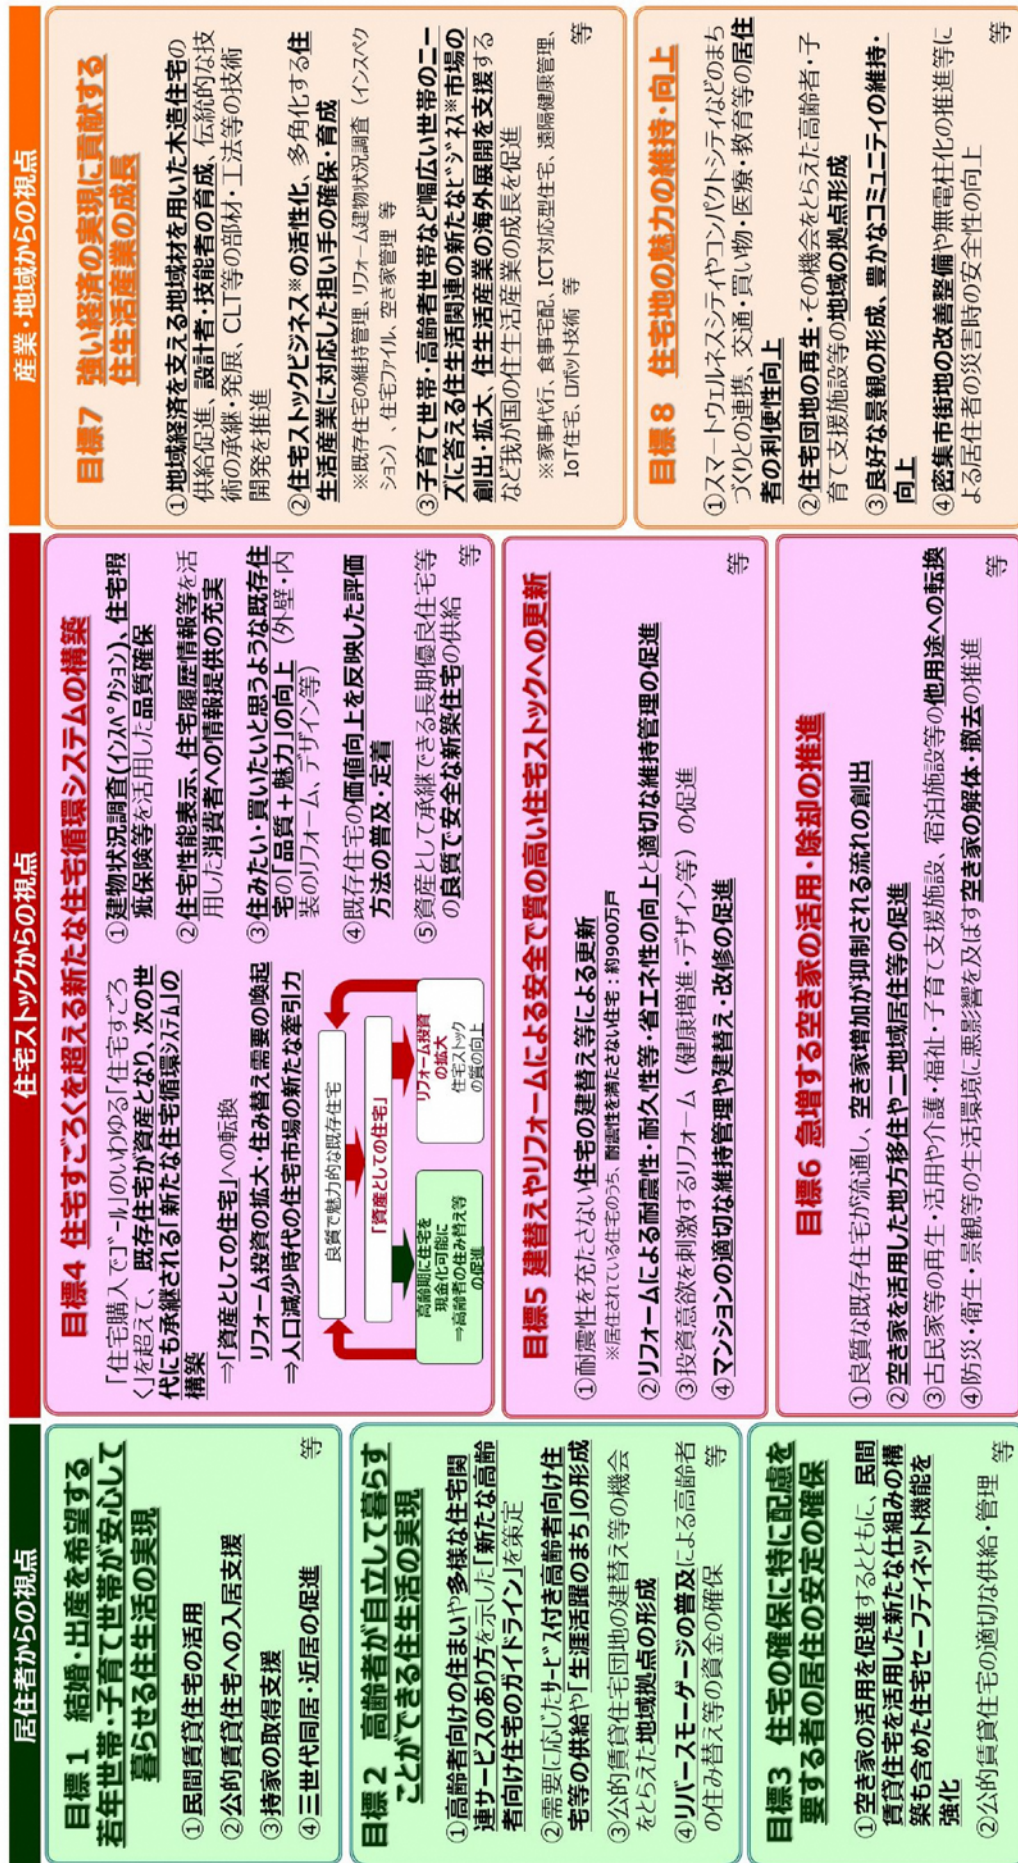 居住者からの視点
目標1 結婚・出産を希望する
若年世帯・子育て世帯が安心して
暮らせる住生活の実現
①民間賃貸住宅の活用
②公的賃貸住宅への入居支援
③持家の取得支援
④三世代同居・近居の促進
等
目標2 高齢者が自立して暮らす
ことができる住生活の実現
①高齢者向けの住まいや多様な住宅関
連サービスのあり方を示した「新たな高齢
者向け住宅のガイドライン」を策定
②需要に応じたサービス付き高齢者向け住
宅等の供給や「生涯活躍のまち」の形成
③公的賃貸住宅団地の建替え等の機会
をとらえた地域拠点の形成
④リバースモーゲージの普及による高齢者
の住み替え等の資金の確保
等
目標3 住宅の確保に特に配慮を
要する者の居住の安定の確保
①空き家の活用を促進するとともに、民間
賃貸住宅を活用した新たな仕組みの構
築も含めた住宅セーフティネット機能を
強化
②公的賃貸住宅の適切な供給・管理
等
住宅ストックからの視点
目標4 住宅すごろくを超える新たな住宅循環システムの構築
「住宅購入でゴール」のいわゆる「住宅すごろ
く」を超えて、既存住宅が資産となり、次の世
代にも承継される「新たな住宅循環システム」の
構築
⇒「資産としての住宅」への転換
リフォーム投資の拡大・住み替え需要の喚起
⇒人口減少時代の住宅市場の新たな牽引力
良質で魅力的な既存住宅
「資産としての住宅」
高齢期に住宅を
現金化可能に
⇒高齢者の住み替え等
の促進
リフォーム投資
の拡大
住宅ストック
の質の向上
①建物状況調査(インスペクション)、住宅瑕
疵保険等を活用した品質確保
②住宅性能表示、住宅履歴情報等を活
用した消費者への情報提供の充実
③住みたい・買いたいと思うような既存住
宅の「品質＋魅力」の向上（外壁・内
装のリフォーム、デザイン等）
④既存住宅の価値向上を反映した評価
方法の普及・定着
⑤資産として承継できる長期優良住宅等
の良質で安全な新築住宅の供給
等
目標5 建替えやリフォームによる安全で質の高い住宅ストックへの更新
①耐震性を充たさない住宅の建替え等による更新
※居住されている住宅のうち、耐震性を満たさない住宅：約900万戸
②リフォームによる耐震性・耐久性等・省エネ性の向上と適切な維持管理の促進
③投資意欲を刺激するリフォーム（健康増進・デザイン等）の促進
④マンションの適切な維持管理や建替え・改修の促進
等
目標6 急増する空き家の活用・除却の推進
①良質な既存住宅が流通し、空き家増加が抑制される流れの創出
②空き家を活用した地方移住や二地域居住等の促進
③古民家等の再生・活用や介護・福祉・子育て支援施設、宿泊施設等の他用途への転換
④防災・衛生・景観等の生活環境に悪影響を及ぼす空き家の解体・撤去の推進
等
産業・地域からの視点
目標7 強い経済の実現に貢献する
住生活産業の成長
①地域経済を支える地域材を用いた木造住宅の
供給促進、設計者・技能者の育成、伝統的な技
術の承継・発展、CLT等の部材・工法等の技術
開発を推進
②住宅ストックビジネス※の活性化、多角化する住
生活産業に対応した担い手の確保・育成
※既存住宅の維持管理、リフォーム建物状況調査（インスペク
ション）、住宅ファイル、空き家管理 等
③子育て世帯・高齢者世帯など幅広い世帯のニー
ズに答える住生活関連の新たなビジネス※市場の
創出・拡大、住生活産業の海外展開を支援する
など我が国の住生活産業の成長を促進
※家事代行、食事宅配、ICT対応型住宅、遠隔健康管理、
IoT住宅、ロボット技術 等
等
目標8 住宅地の魅力の維持・向上
①スマートウェルネスシティやコンパクトシティなどのまち
づくりとの連携、交通・買い物・医療・教育等の居住
者の利便性向上
②住宅団地の再生・その機会をとらえた高齢者・子
育て支援施設等の地域の拠点形成
③良好な景観の形成、豊かなコミュニティの維持・
向上
④密集市街地の改善整備や無電柱化の推進等に
よる居住者の災害時の安全性の向上
等